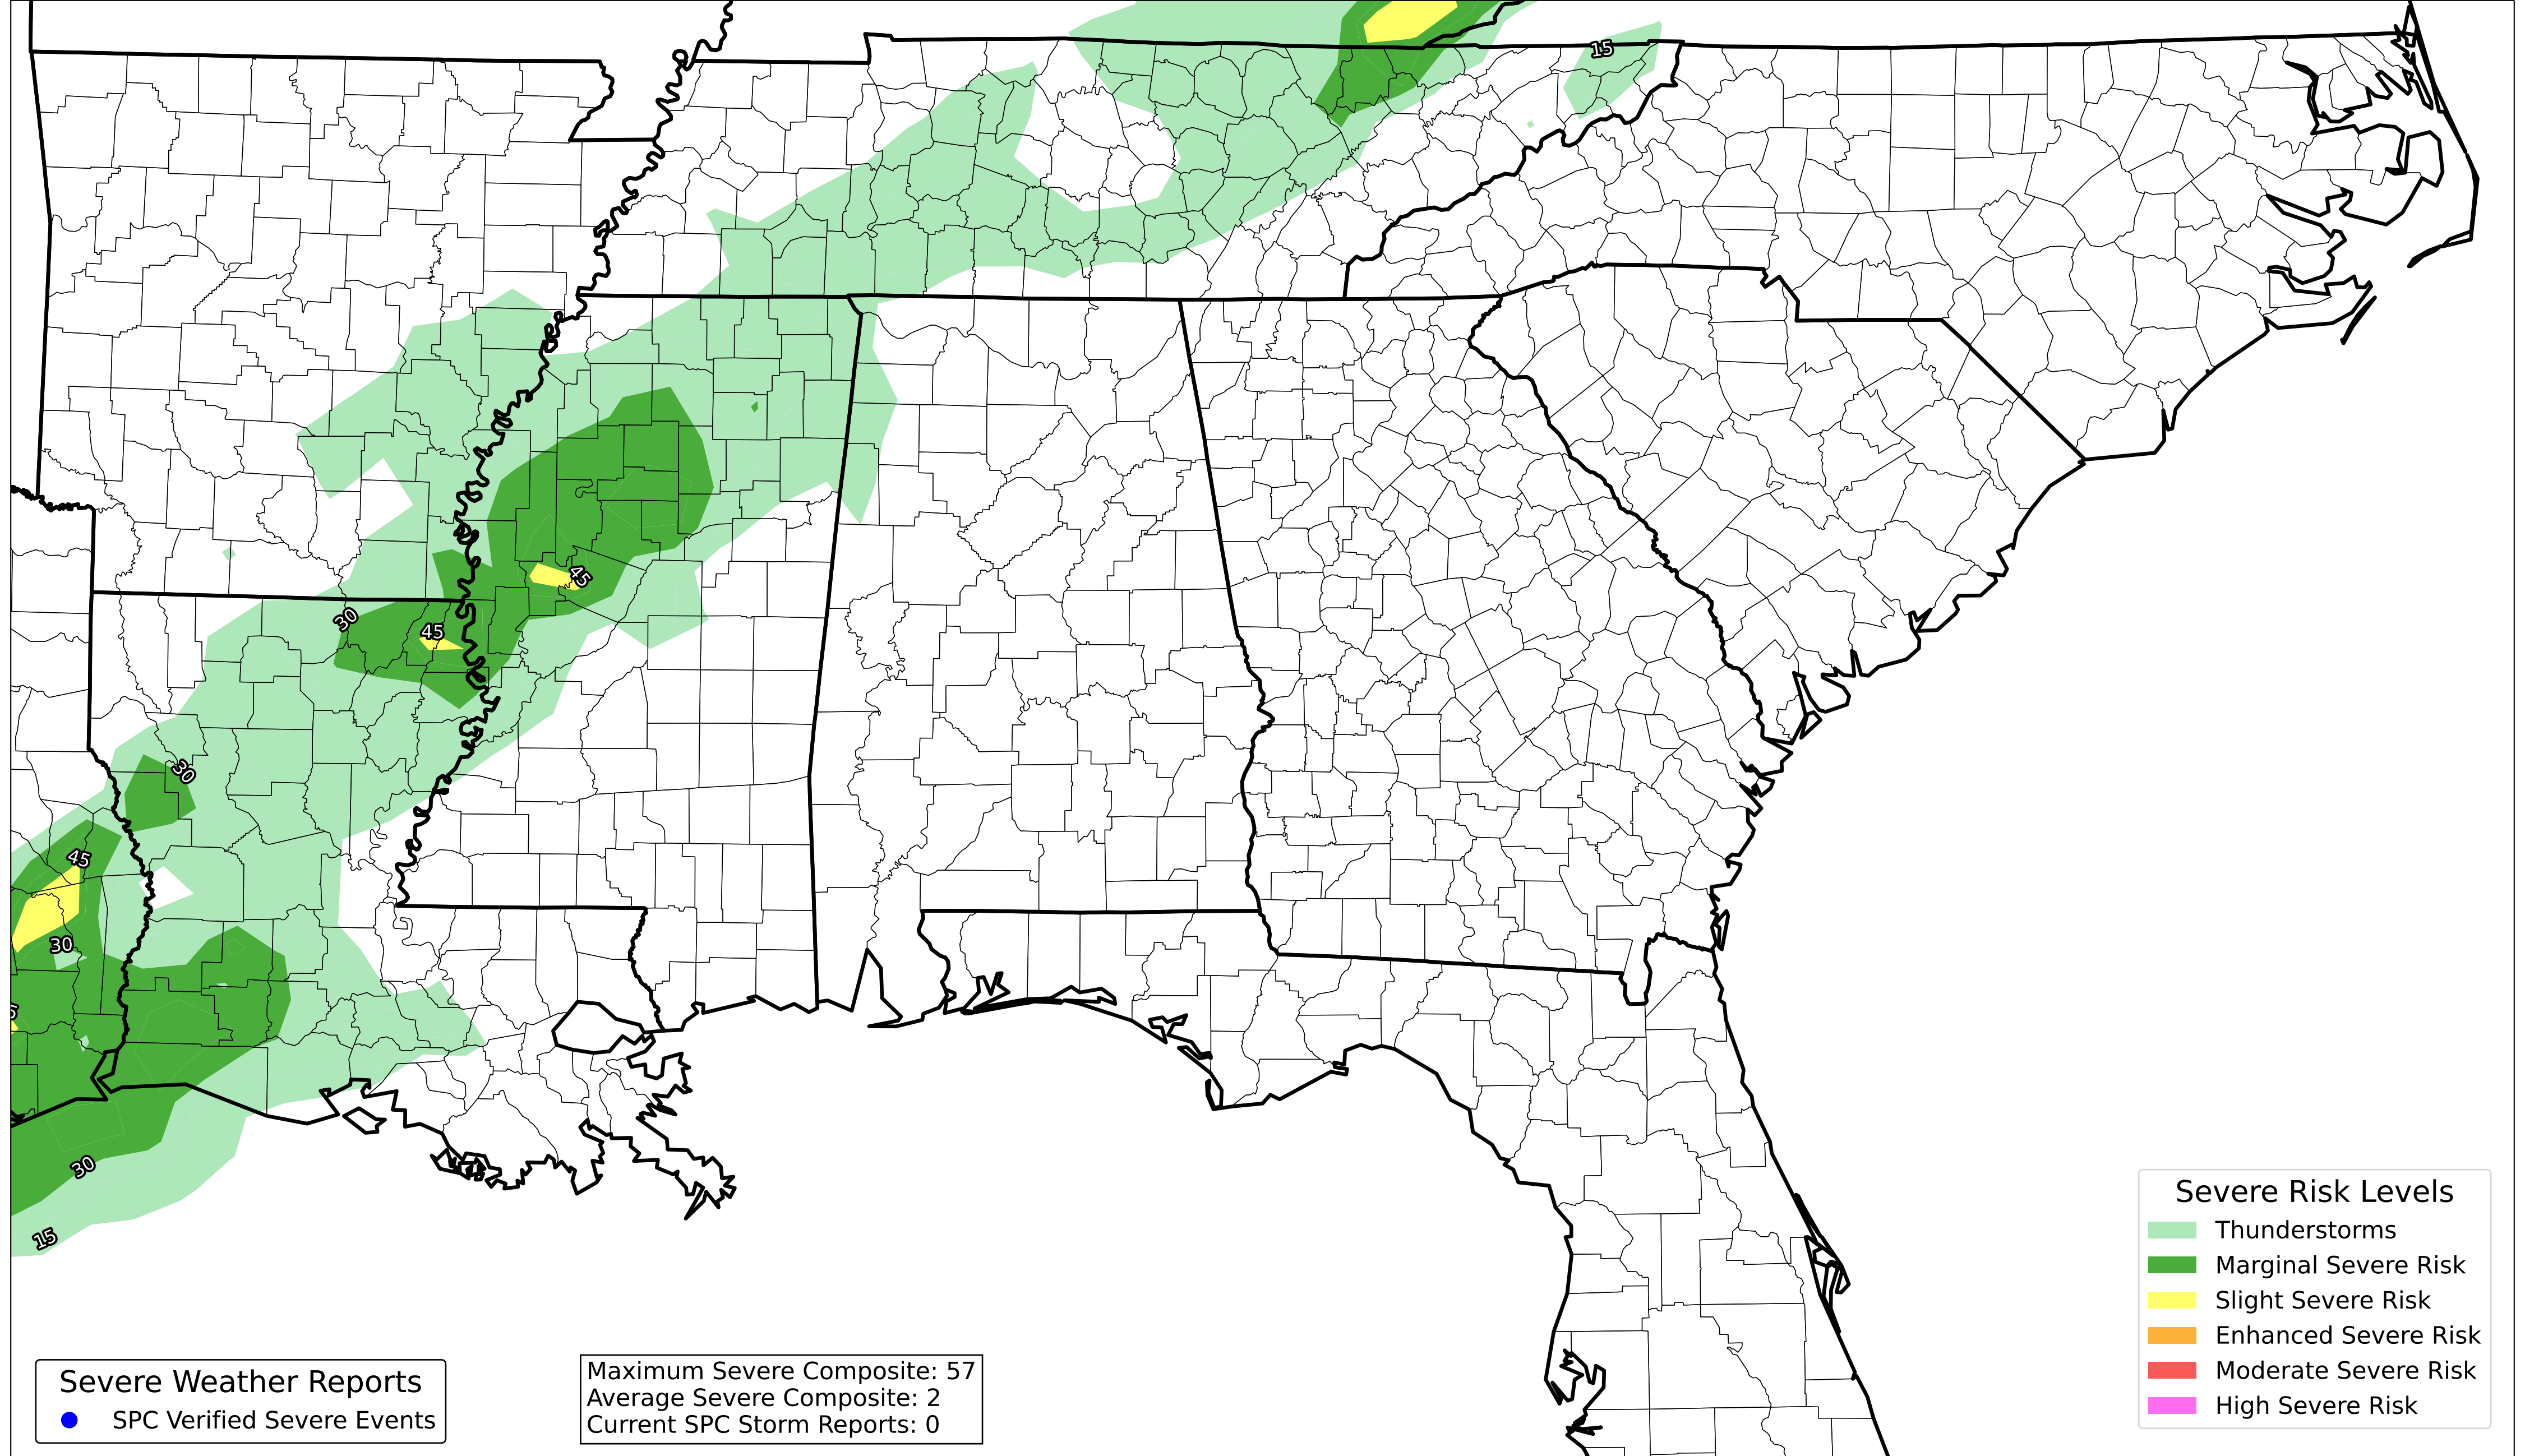 15
45
30
45
30
45
30
5
30
15
Severe Risk Levels
Thunderstorms
Marginal Severe Risk
Slight Severe Risk
Enhanced Severe Risk
Moderate Severe Risk
High Severe Risk
Severe Weather Reports
SPC Verified Severe Events
Maximum Severe Composite: 57
Average Severe Composite: 2
Current SPC Storm Reports: 0